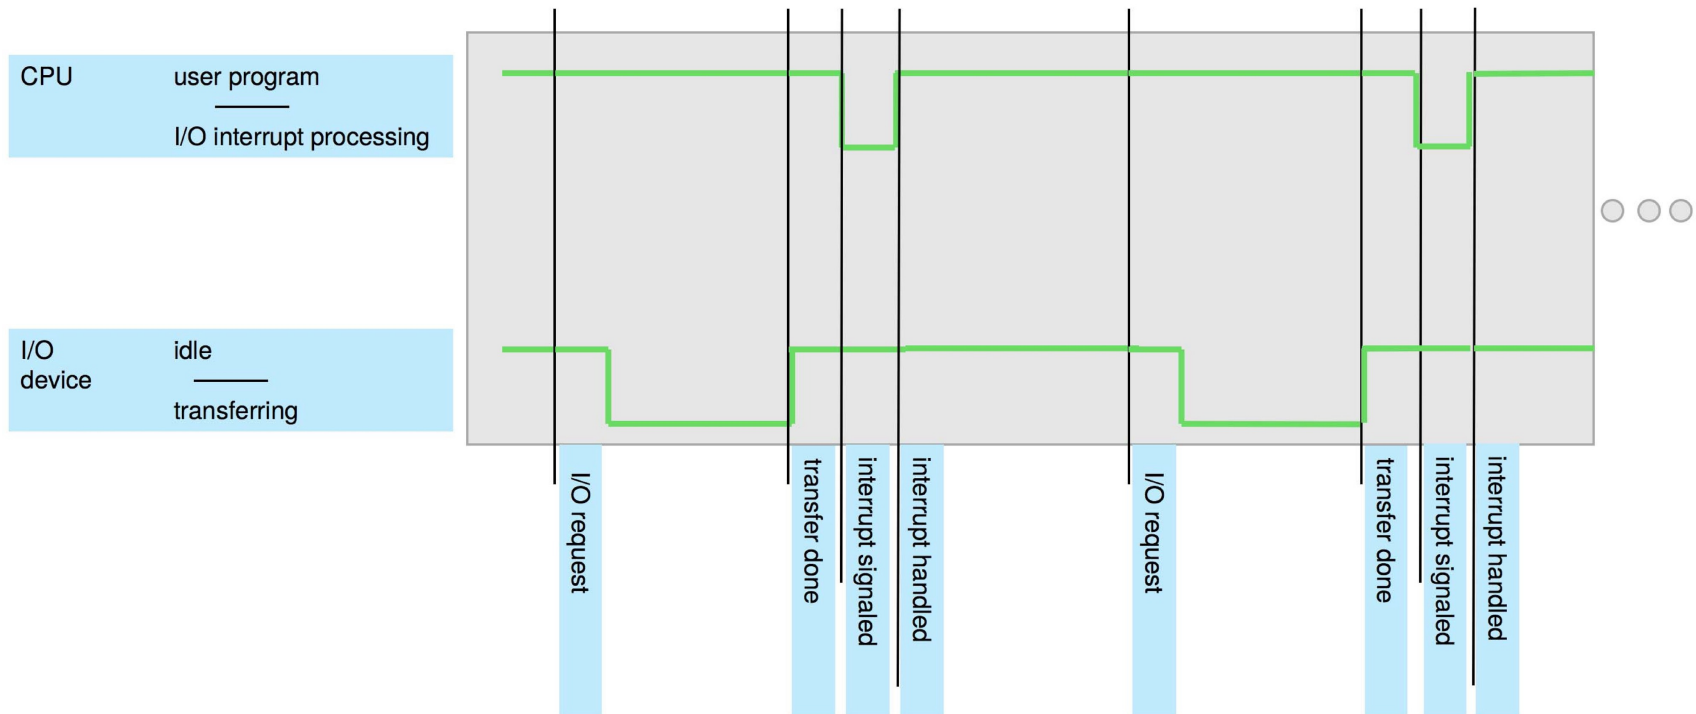 CPU
user program
I/O interrupt processing
I/O
device
idle
transferring
I/O request
transfer done
interrupt signaled
interrupt handled
I/O request
transfer done
interrupt signaled
interrupt handled